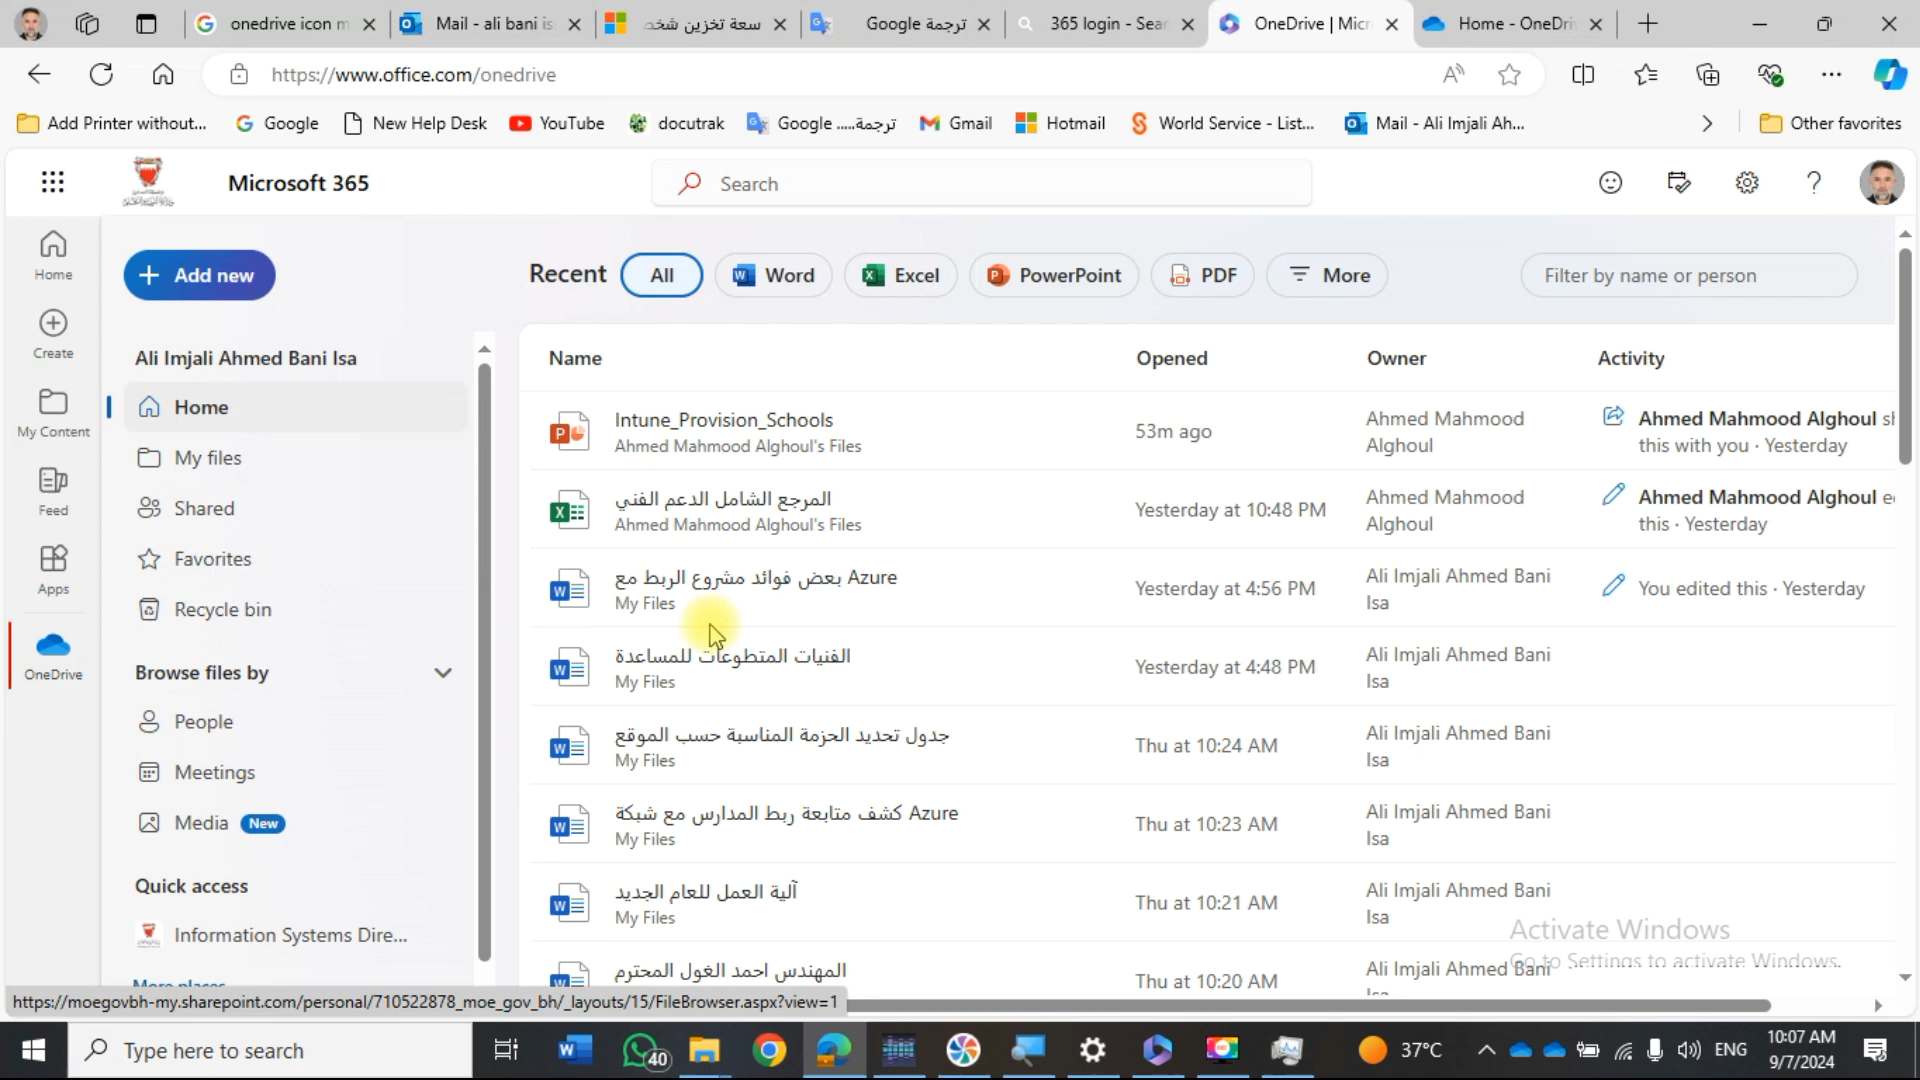 onedrive icon m
Mail - ali bani is
سعة تخزين شخص
Google ترجمة
365 login - Sear
OneDrive | Micr
Home - OneDri
https://www.office.com/onedrive
Add Printer without...
Google
New Help Desk
YouTube
docutrak
Google .....ترجمة
Gmail
Hotmail
World Service - List...
Mail - Ali Imjali Ah...
Other favorites
Microsoft 365
Search
Home
Create
My Content
Feed
Apps
OneDrive
Add new
Ali Imjali Ahmed Bani Isa
Home
My files
Shared
Favorites
Recycle bin
Browse files by
People
Meetings
Media New
Quick access
Information Systems Dire...
More places
Recent
All
Word
Excel
PowerPoint
PDF
More
Filter by name or person
Name
Opened
Owner
Activity
Intune_Provision_Schools
Ahmed Mahmood Alghoul's Files
53m ago
Ahmed Mahmood
Alghoul
Ahmed Mahmood Alghoul sh
this with you · Yesterday
المرجع الشامل الدعم الفني
Ahmed Mahmood Alghoul's Files
Yesterday at 10:48 PM
Ahmed Mahmood
Alghoul
Ahmed Mahmood Alghoul e
this · Yesterday
بعض فوائد مشروع الربط مع Azure
My Files
Yesterday at 4:56 PM
Ali Imjali Ahmed Bani
Isa
You edited this · Yesterday
الفنيات المتطوعات للمساعدة
My Files
Yesterday at 4:48 PM
Ali Imjali Ahmed Bani
Isa
جدول تحديد الحزمة المناسبة حسب الموقع
My Files
Thu at 10:24 AM
Ali Imjali Ahmed Bani
Isa
كشف متابعة ربط المدارس مع شبكة Azure
My Files
Thu at 10:23 AM
Ali Imjali Ahmed Bani
Isa
آلية العمل للعام الجديد
My Files
Thu at 10:21 AM
Ali Imjali Ahmed Bani
Isa
المهندس احمد الغول المحترم
Thu at 10:20 AM
Ali Imjali Ahmed Bani
Activate Windows
Go to Settings to activate Windows.
https://moegovbh-my.sharepoint.com/personal/710522878_moe_gov_bh/_layouts/15/FileBrowser.aspx?view=1
Type here to search
40
37°C
ENG
10:07 AM
9/7/2024